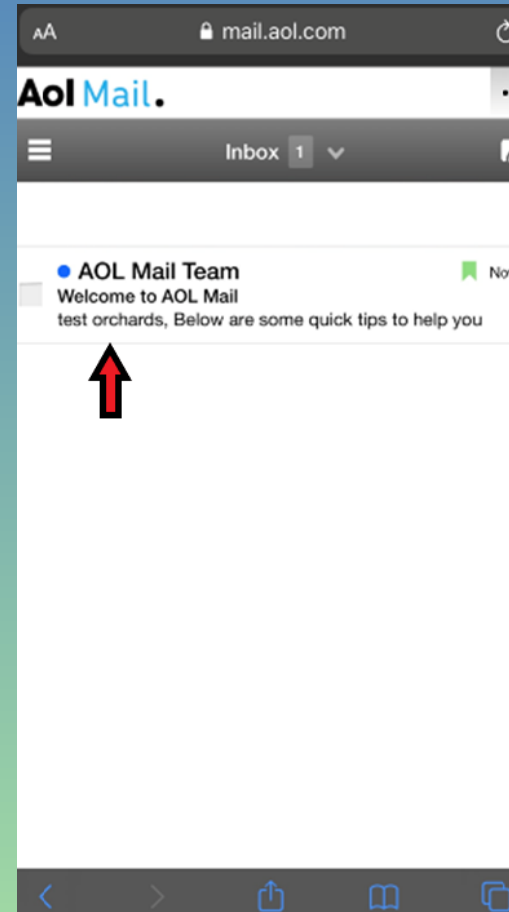 AA mail.aol.com
Aol Mail.
Inbox 1
AOL Mail Team
Welcome to AOL Mail
test orchards, Below are some quick tips to help you